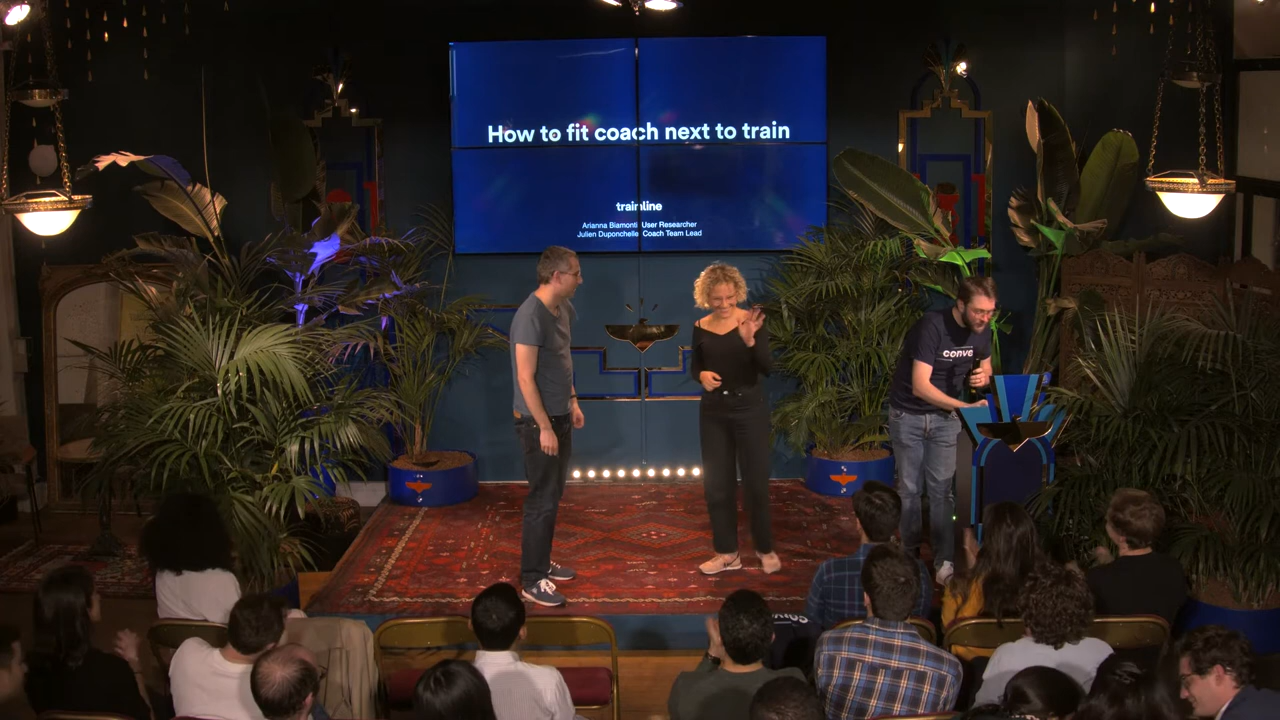 How to fit coach next to train
trainline
Arianna Biamonti User Researcher
Julien Duponchelle Coach Team Lead
conve